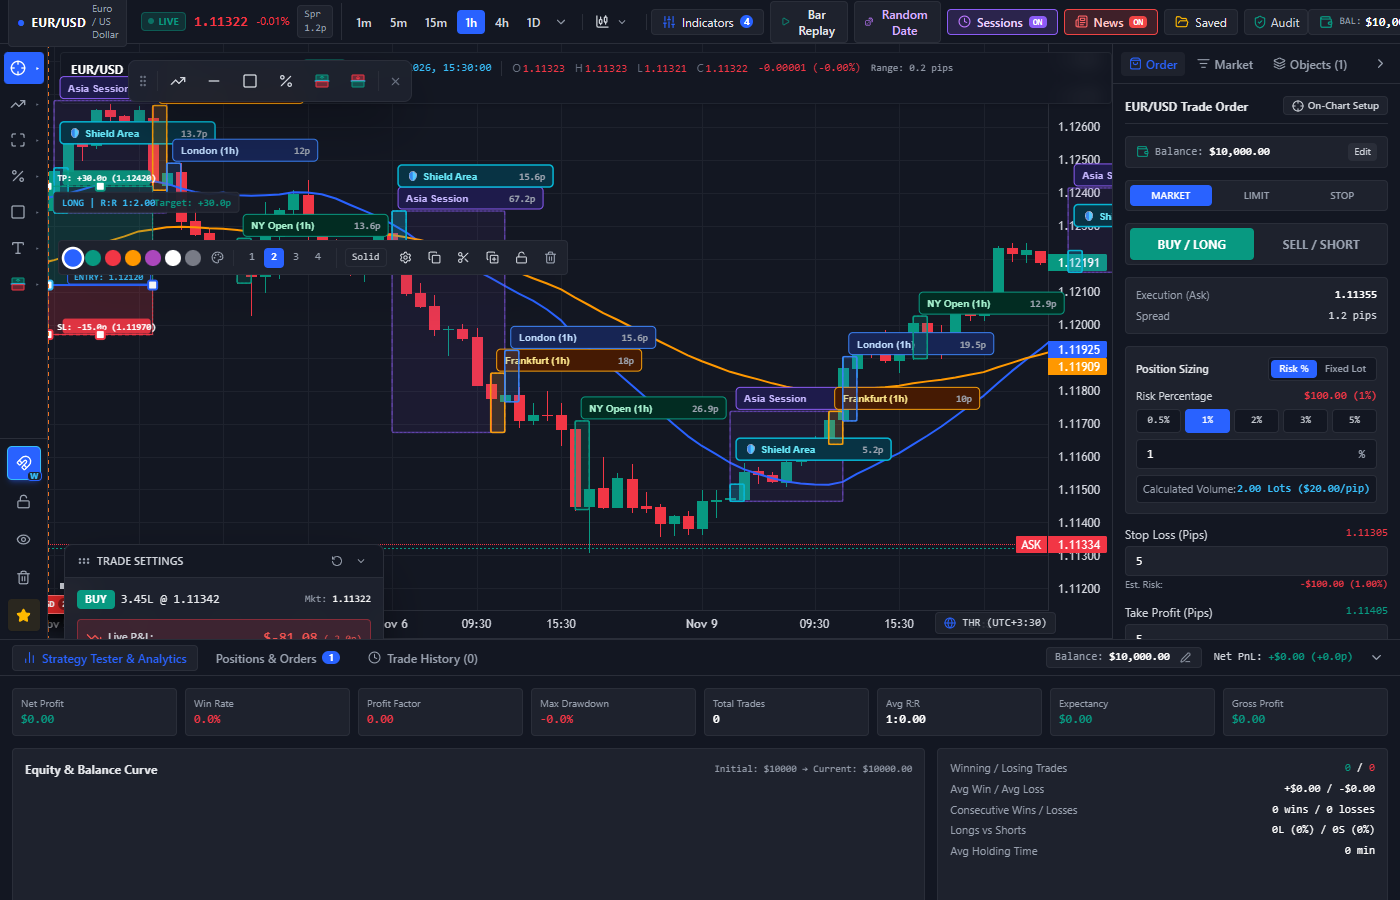 EUR/USD
Euro / US Dollar
LIVE
1.11322 -0.01%
Spr 1.2p
1m 5m 15m 1h 4h 1D
Indicators 4
Bar Replay
Random Date
Sessions ON
News ON
Saved
Audit
BAL: $10,0
EUR/USD
026, 15:30:00
O1.11323 H1.11323 L1.11321 C1.11322 -0.00001 (-0.00%) Range: 0.2 pips
Asia Session
Shield Area 13.7p
London (1h) 12p
TP: +30.0p (1.12420)
LONG | R:R 1:2.00
Target: +30.0p
NY Open (1h) 13.6p
Shield Area 15.6p
Asia Session 67.2p
1 2 3 4 Solid
ENTRY: 1.12120
SL: -15.0p (1.11970)
London (1h) 15.6p
Frankfurt (1h) 18p
NY Open (1h) 26.9p
Asia Session
Shield Area 5.2p
Frankfurt (1h) 10p
London (1h) 19.5p
NY Open (1h) 12.9p
Asia S
Sh
1.12600
1.12500
1.12400
1.12191
1.12100
1.12000
1.11925
1.11909
1.11800
1.11700
1.11600
1.11500
1.11400
ASK 1.11334
1.11300
1.11200
W
TRADE SETTINGS
BUY 3.45L @ 1.11342 Mkt: 1.11322
Live P&L: $-81.08
ov 6 09:30 15:30 Nov 9 09:30 15:30
THR (UTC+3:30)
Order
Market
Objects (1)
EUR/USD Trade Order
On-Chart Setup
Balance: $10,000.00 Edit
MARKET LIMIT STOP
BUY / LONG SELL / SHORT
Execution (Ask) 1.11355
Spread 1.2 pips
Position Sizing Risk % Fixed Lot
Risk Percentage $100.00 (1%)
0.5% 1% 2% 3% 5%
1 %
Calculated Volume: 2.00 Lots ($20.00/pip)
Stop Loss (Pips) 1.11305
5
Est. Risk: -$100.00 (1.00%)
Take Profit (Pips) 1.11405
5
Strategy Tester & Analytics
Positions & Orders 1
Trade History (0)
Balance: $10,000.00
Net PnL: +$0.00 (+0.0p)
Net Profit
$0.00
Win Rate
0.0%
Profit Factor
0.00
Max Drawdown
-0.0%
Total Trades
0
Avg R:R
1:0.00
Expectancy
$0.00
Gross Profit
$0.00
Equity & Balance Curve
Initial: $10000 → Current: $10000.00
Winning / Losing Trades 0 / 0
Avg Win / Avg Loss +$0.00 / -$0.00
Consecutive Wins / Losses 0 wins / 0 losses
Longs vs Shorts 0L (0%) / 0S (0%)
Avg Holding Time 0 min